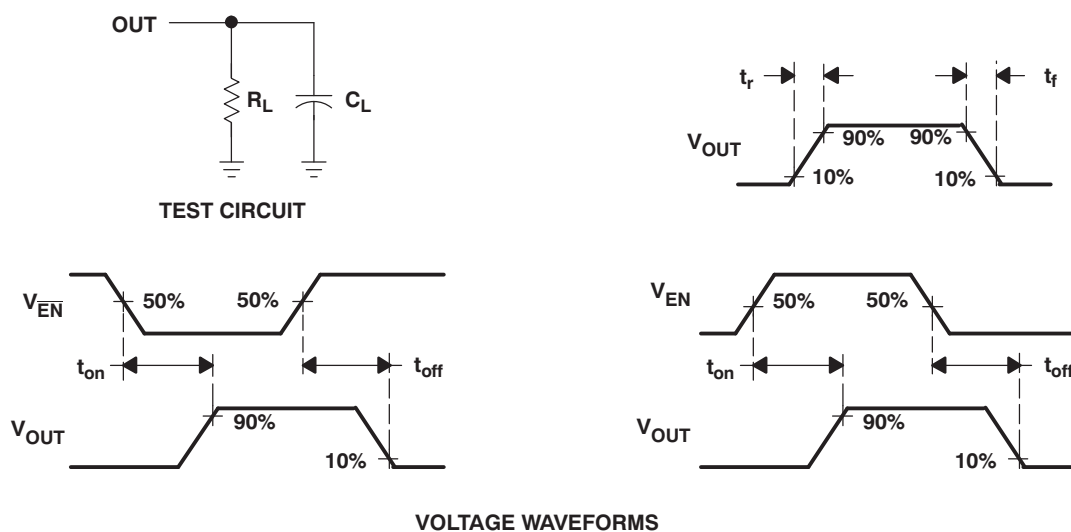 OUT
R_L
C_L
TEST CIRCUIT
t_r
t_f
V_OUT
90%
90%
10%
10%
V_E̅N̅
50%
50%
t_on
t_off
V_OUT
90%
10%
V_EN
50%
50%
t_on
t_off
V_OUT
90%
10%
VOLTAGE WAVEFORMS